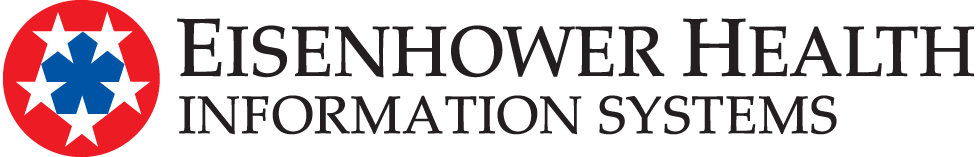 EISENHOWER HEALTH
INFORMATION SYSTEMS